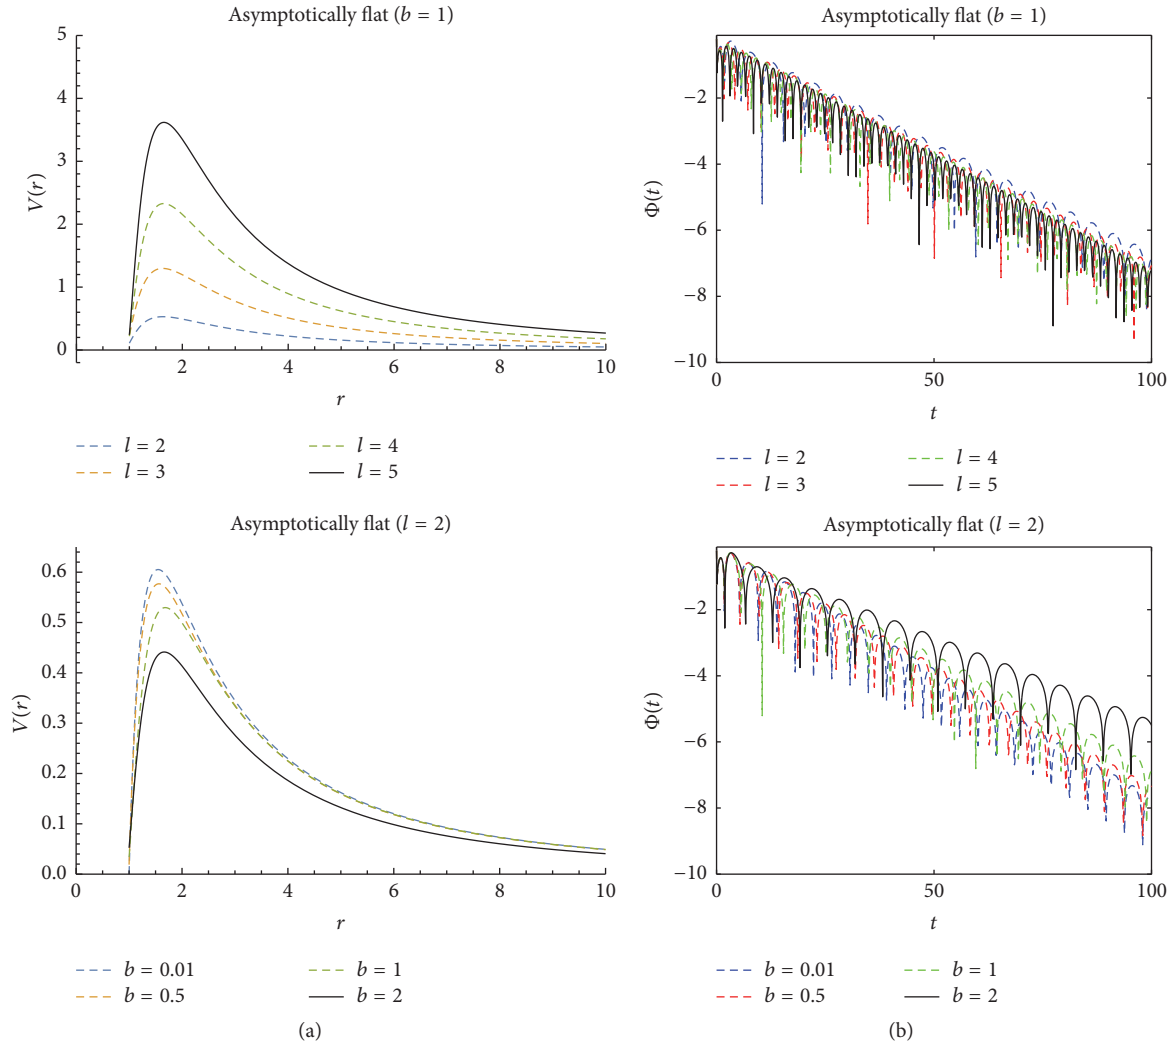 Asymptotically flat (b = 1)
5
4
3
2
1
0
V(r)
2
4
6
8
10
r
l = 2
l = 4
l = 3
l = 5
Asymptotically flat (b = 1)
−2
−4
−6
−8
−10
Φ(t)
0
50
100
t
l = 2
l = 4
l = 3
l = 5
Asymptotically flat (l = 2)
0.6
0.5
0.4
0.3
0.2
0.1
0.0
V(r)
2
4
6
8
10
r
b = 0.01
b = 1
b = 0.5
b = 2
(a)
Asymptotically flat (l = 2)
−2
−4
−6
−8
−10
Φ(t)
0
50
100
t
b = 0.01
b = 1
b = 0.5
b = 2
(b)